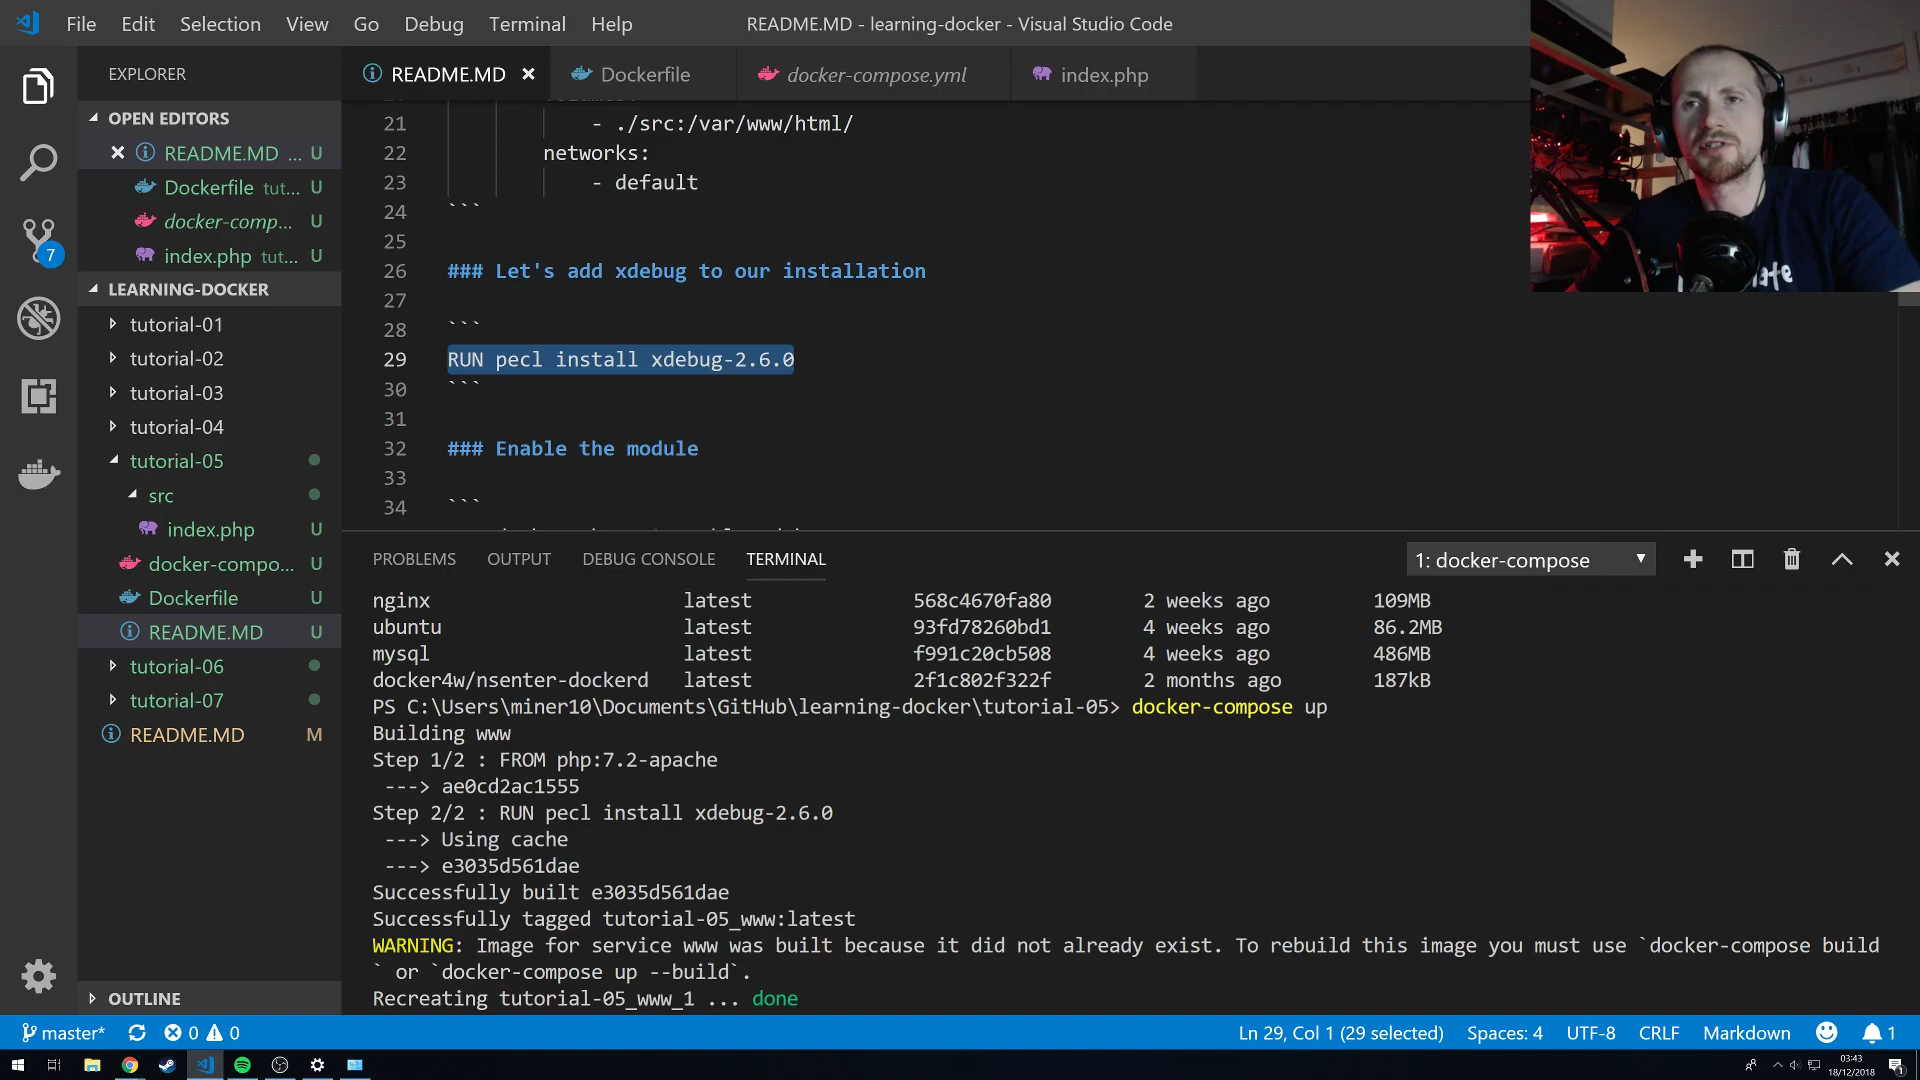 File Edit Selection View Go Debug Terminal Help
README.MD - learning-docker - Visual Studio Code
EXPLORER
OPEN EDITORS
README.MD ... U
Dockerfile tut... U
docker-comp... U
index.php tut... U
LEARNING-DOCKER
tutorial-01
tutorial-02
tutorial-03
tutorial-04
tutorial-05
src
index.php U
docker-compo... U
Dockerfile U
README.MD U
tutorial-06
tutorial-07
README.MD M
OUTLINE
7
README.MD Dockerfile docker-compose.yml index.php
21 - ./src:/var/www/html/
22 networks:
23 - default
24 ```
25
26 ### Let's add xdebug to our installation
27
28 ```
29 RUN pecl install xdebug-2.6.0
30 ```
31
32 ### Enable the module
33
34 ```
PROBLEMS OUTPUT DEBUG CONSOLE TERMINAL 1: docker-compose
nginx latest 568c4670fa80 2 weeks ago 109MB
ubuntu latest 93fd78260bd1 4 weeks ago 86.2MB
mysql latest f991c20cb508 4 weeks ago 486MB
docker4w/nsenter-dockerd latest 2f1c802f322f 2 months ago 187kB
PS C:\Users\miner10\Documents\GitHub\learning-docker\tutorial-05> docker-compose up
Building www
Step 1/2 : FROM php:7.2-apache
---> ae0cd2ac1555
Step 2/2 : RUN pecl install xdebug-2.6.0
---> Using cache
---> e3035d561dae
Successfully built e3035d561dae
Successfully tagged tutorial-05_www:latest
WARNING: Image for service www was built because it did not already exist. To rebuild this image you must use `docker-compose build
` or `docker-compose up --build`.
Recreating tutorial-05_www_1 ... done
master* 0 0 Ln 29, Col 1 (29 selected) Spaces: 4 UTF-8 CRLF Markdown 1
03:43
18/12/2018